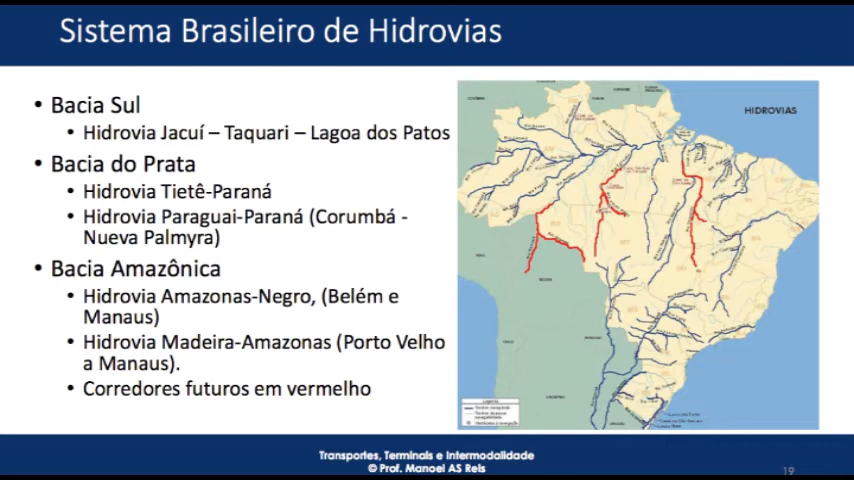 Sistema Brasileiro de Hidrovias
• Bacia Sul
• Hidrovia Jacuí – Taquari – Lagoa dos Patos
• Bacia do Prata
• Hidrovia Tietê-Paraná
• Hidrovia Paraguai-Paraná (Corumbá -
Nueva Palmyra)
• Bacia Amazônica
• Hidrovia Amazonas-Negro, (Belém e
Manaus)
• Hidrovia Madeira-Amazonas (Porto Velho
a Manaus).
• Corredores futuros em vermelho
HIDROVIAS
Transportes, Terminais e Intermodalidade
© Prof. Manoel AS Reis
19